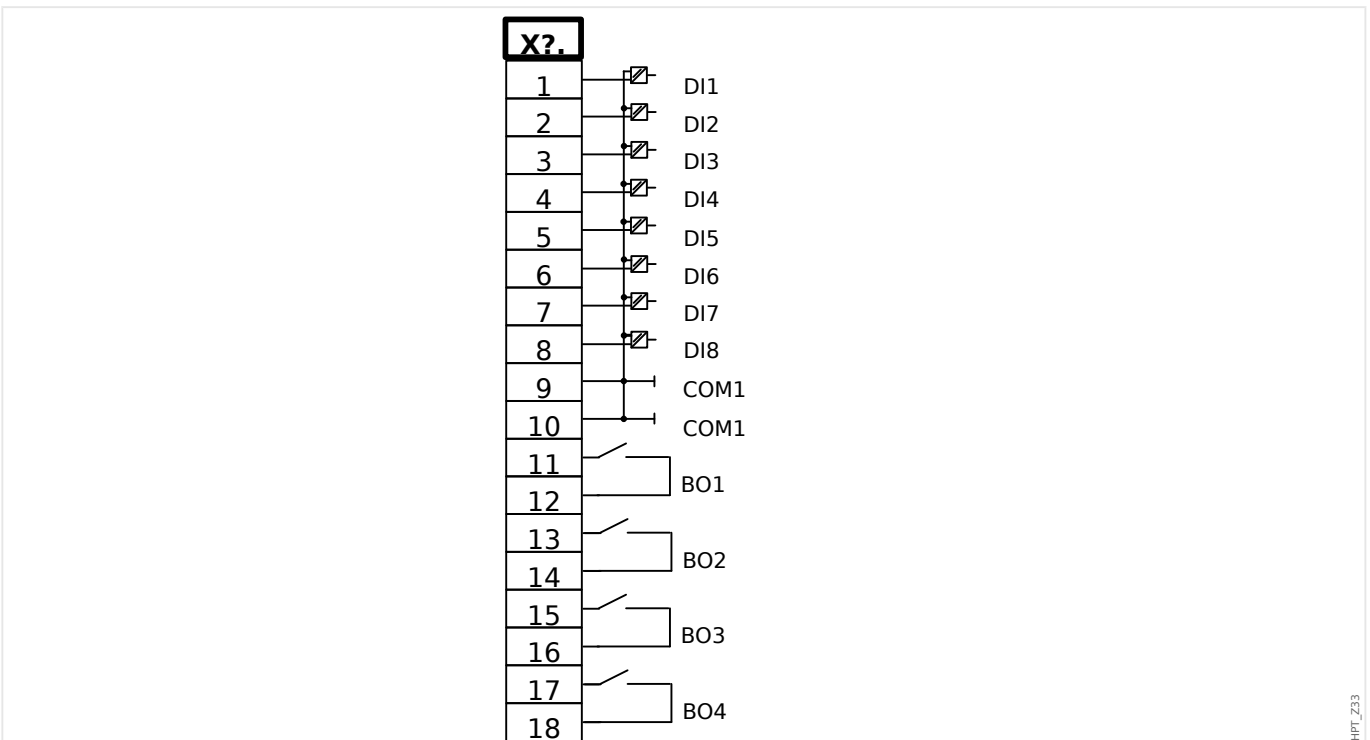 X?.
1 DI1
2 DI2
3 DI3
4 DI4
5 DI5
6 DI6
7 DI7
8 DI8
9 COM1
10 COM1
11
BO1
12
13
BO2
14
15
BO3
16
17
BO4
18
HPT_Z33